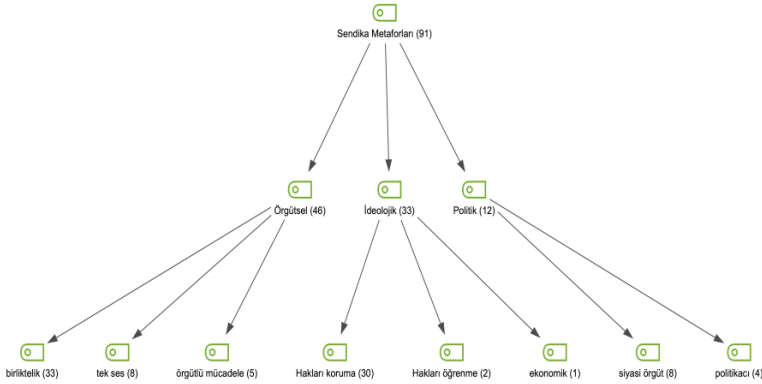 Sendika Metaforları (91)
Örgütsel (46)
İdeolojik (33)
Politik (12)
birliktelik (33)
tek ses (8)
örgütlü mücadele (5)
Hakları koruma (30)
Hakları öğrenme (2)
ekonomik (1)
siyasi örgüt (8)
politikacı (4)